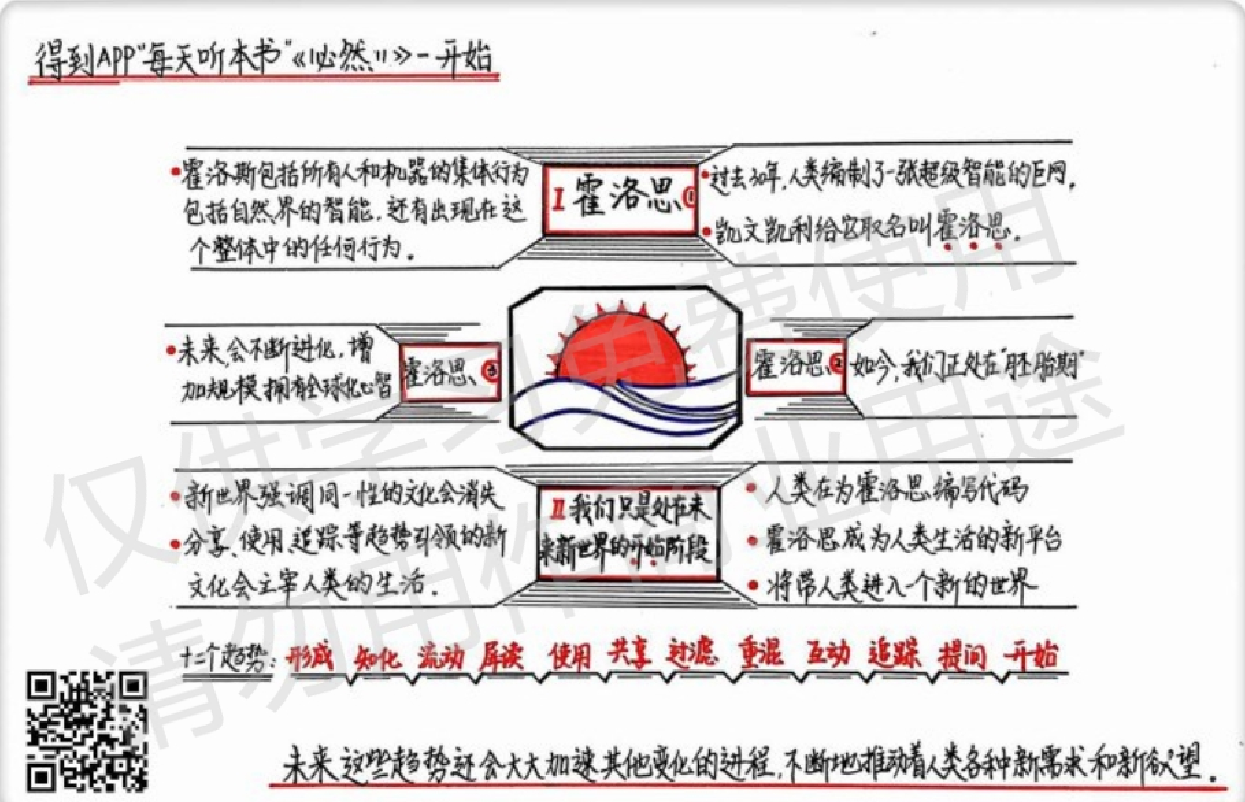 得到APP"每天听本书"《必然》-开始
霍洛斯包括所有人和机器的集体行为
包括自然界的智能,还有出现在这
个整体中的任何行为。
I 霍洛思①
过去30年,人类编制了一张超级智能的巨网,
凯文凯利给它取名叫霍洛思。
未来,会不断进化,增
加规模拥有全球化心智
霍洛思③
霍洛思②
如今,我们正处在"胚胎期"
新世界强调同一性的文化会消失
分享、使用、追踪等趋势引领的新
文化会主宰人类的生活。
II 我们只是处在未
来新世界的开始阶段
人类在为霍洛思编写代码
霍洛思成为人类生活的新平台
将带人类进入一个新的世界
十二个趋势:形成 知化 流动 屏读 使用 共享 过滤 重混 互动 追踪 提问 开始
未来,这些趋势还会大大加速其他变化的进程,不断地推动着人类各种新需求和新欲望。
仅供学习免费使用
请勿用作商业用途